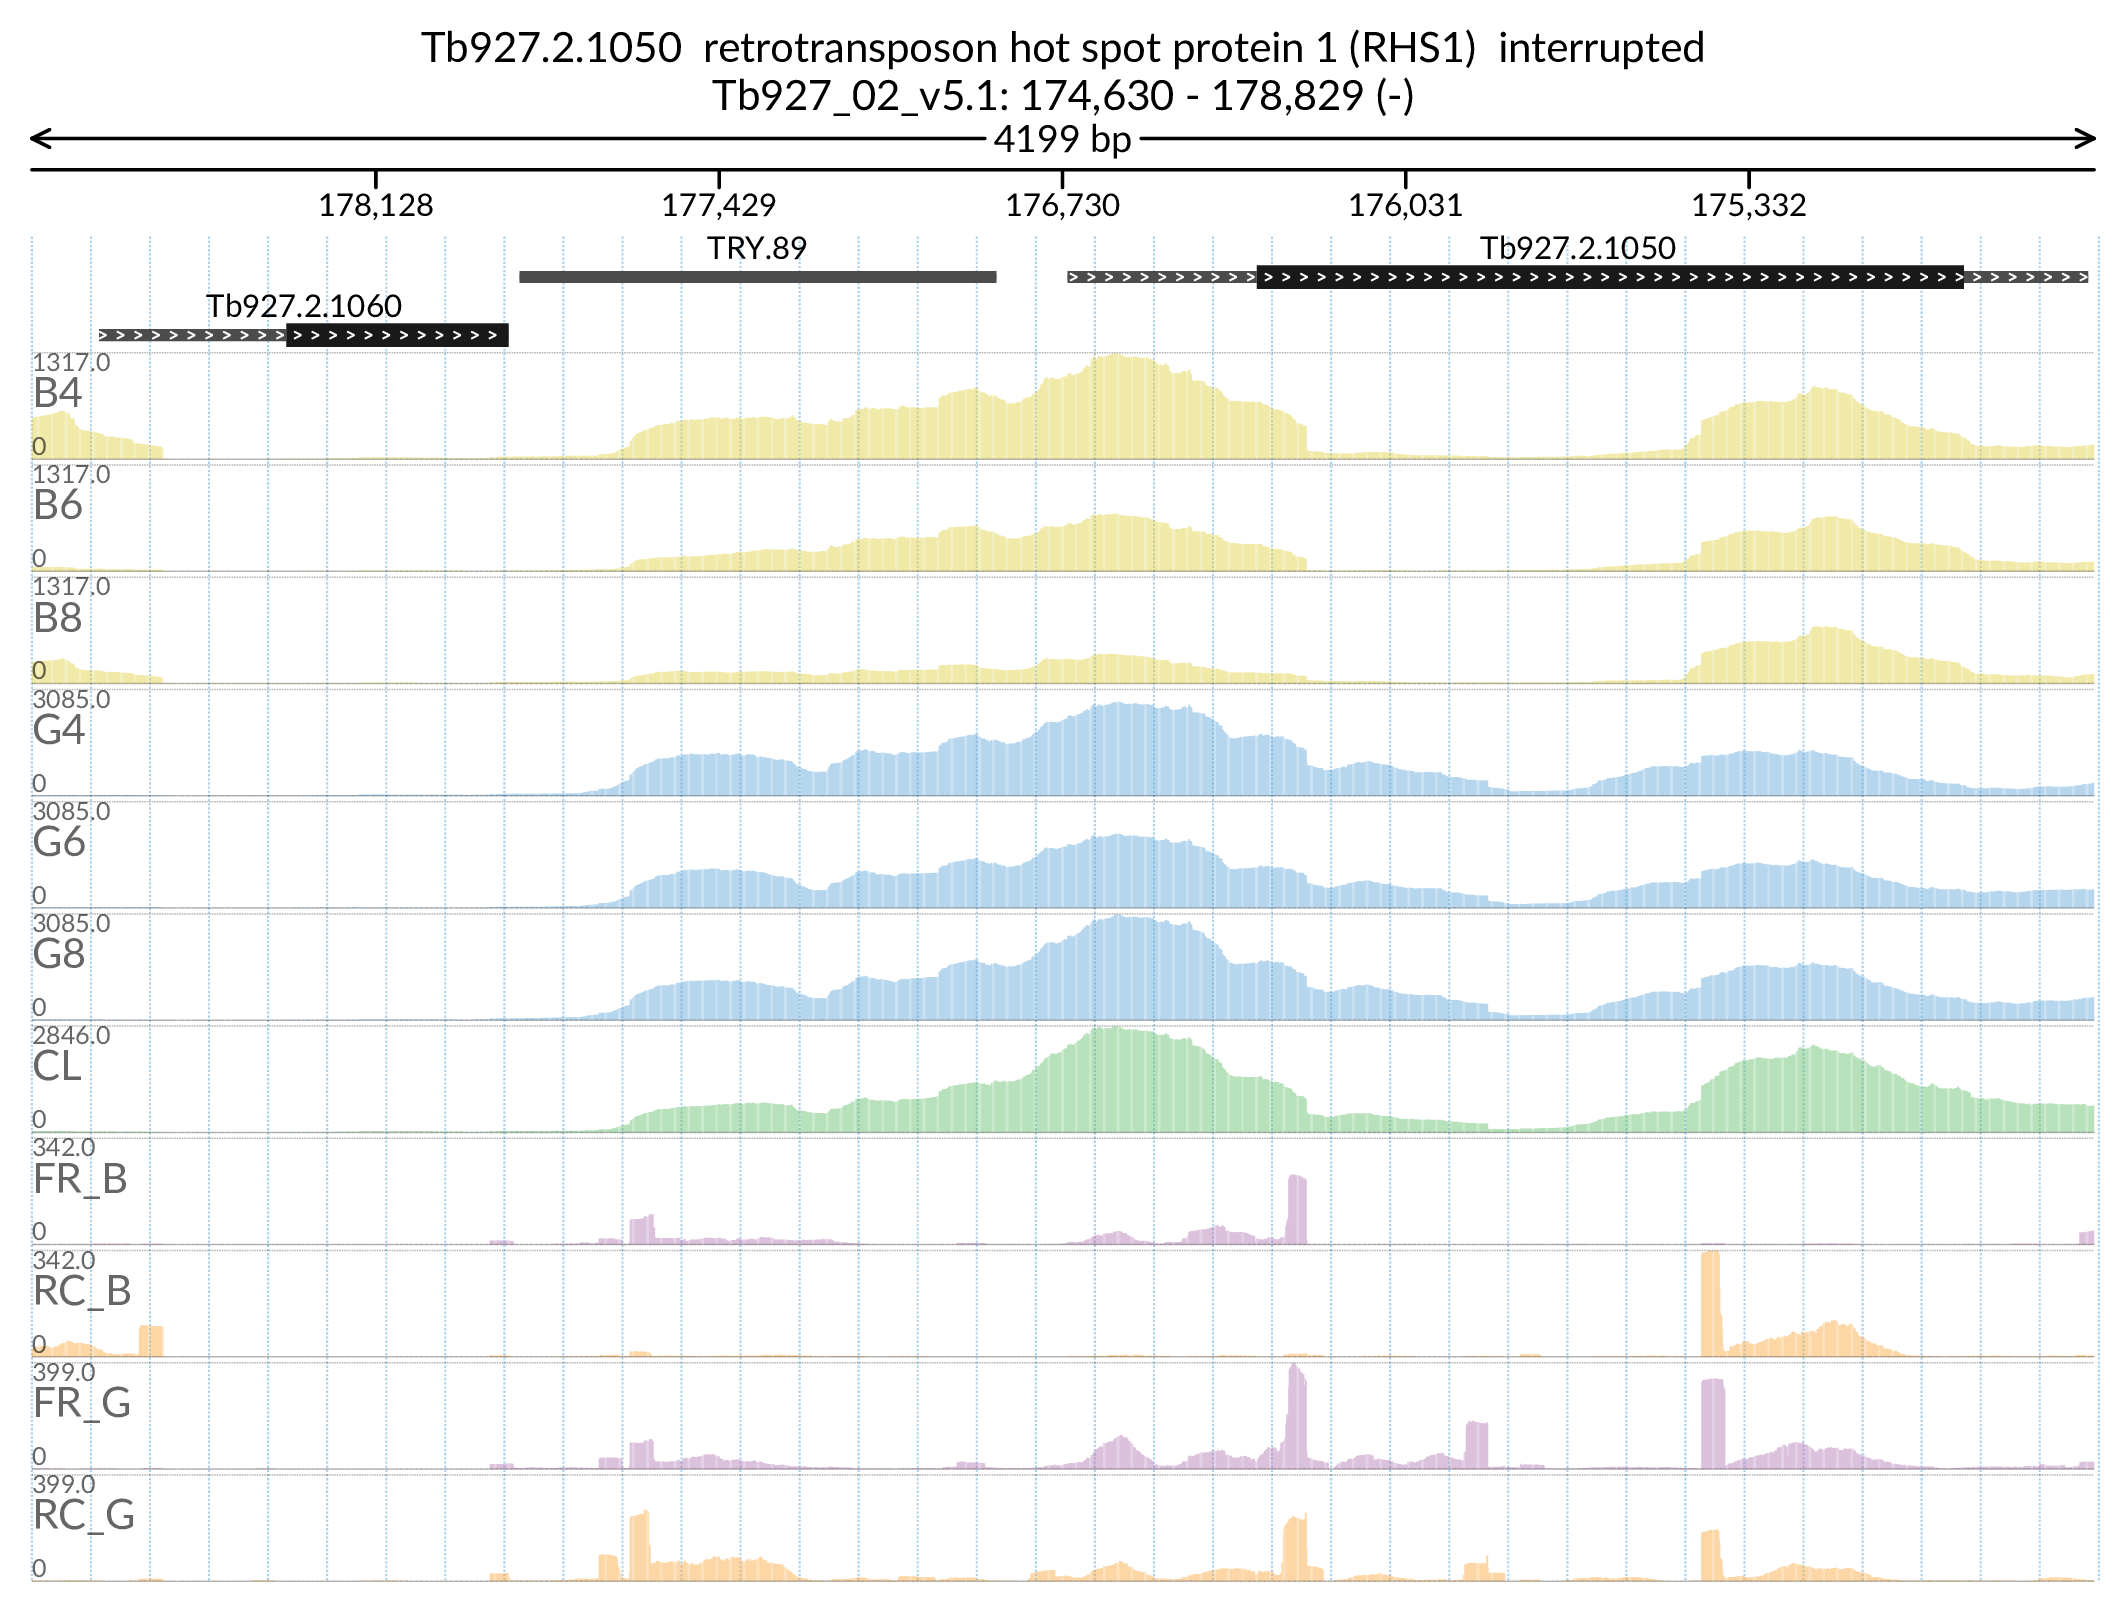 Tb927.2.1050  retrotransposon hot spot protein 1 (RHS1)  interrupted
Tb927_02_v5.1: 174,630 - 178,829 (-)
4199 bp
178,128 177,429 176,730 176,031 175,332
TRY.89 Tb927.2.1050
Tb927.2.1060
1317.0
B4
0
1317.0
B6
0
1317.0
B8
0
3085.0
G4
0
3085.0
G6
0
3085.0
G8
0
2846.0
CL
0
342.0
FR_B
0
342.0
RC_B
0
399.0
FR_G
0
399.0
RC_G
0